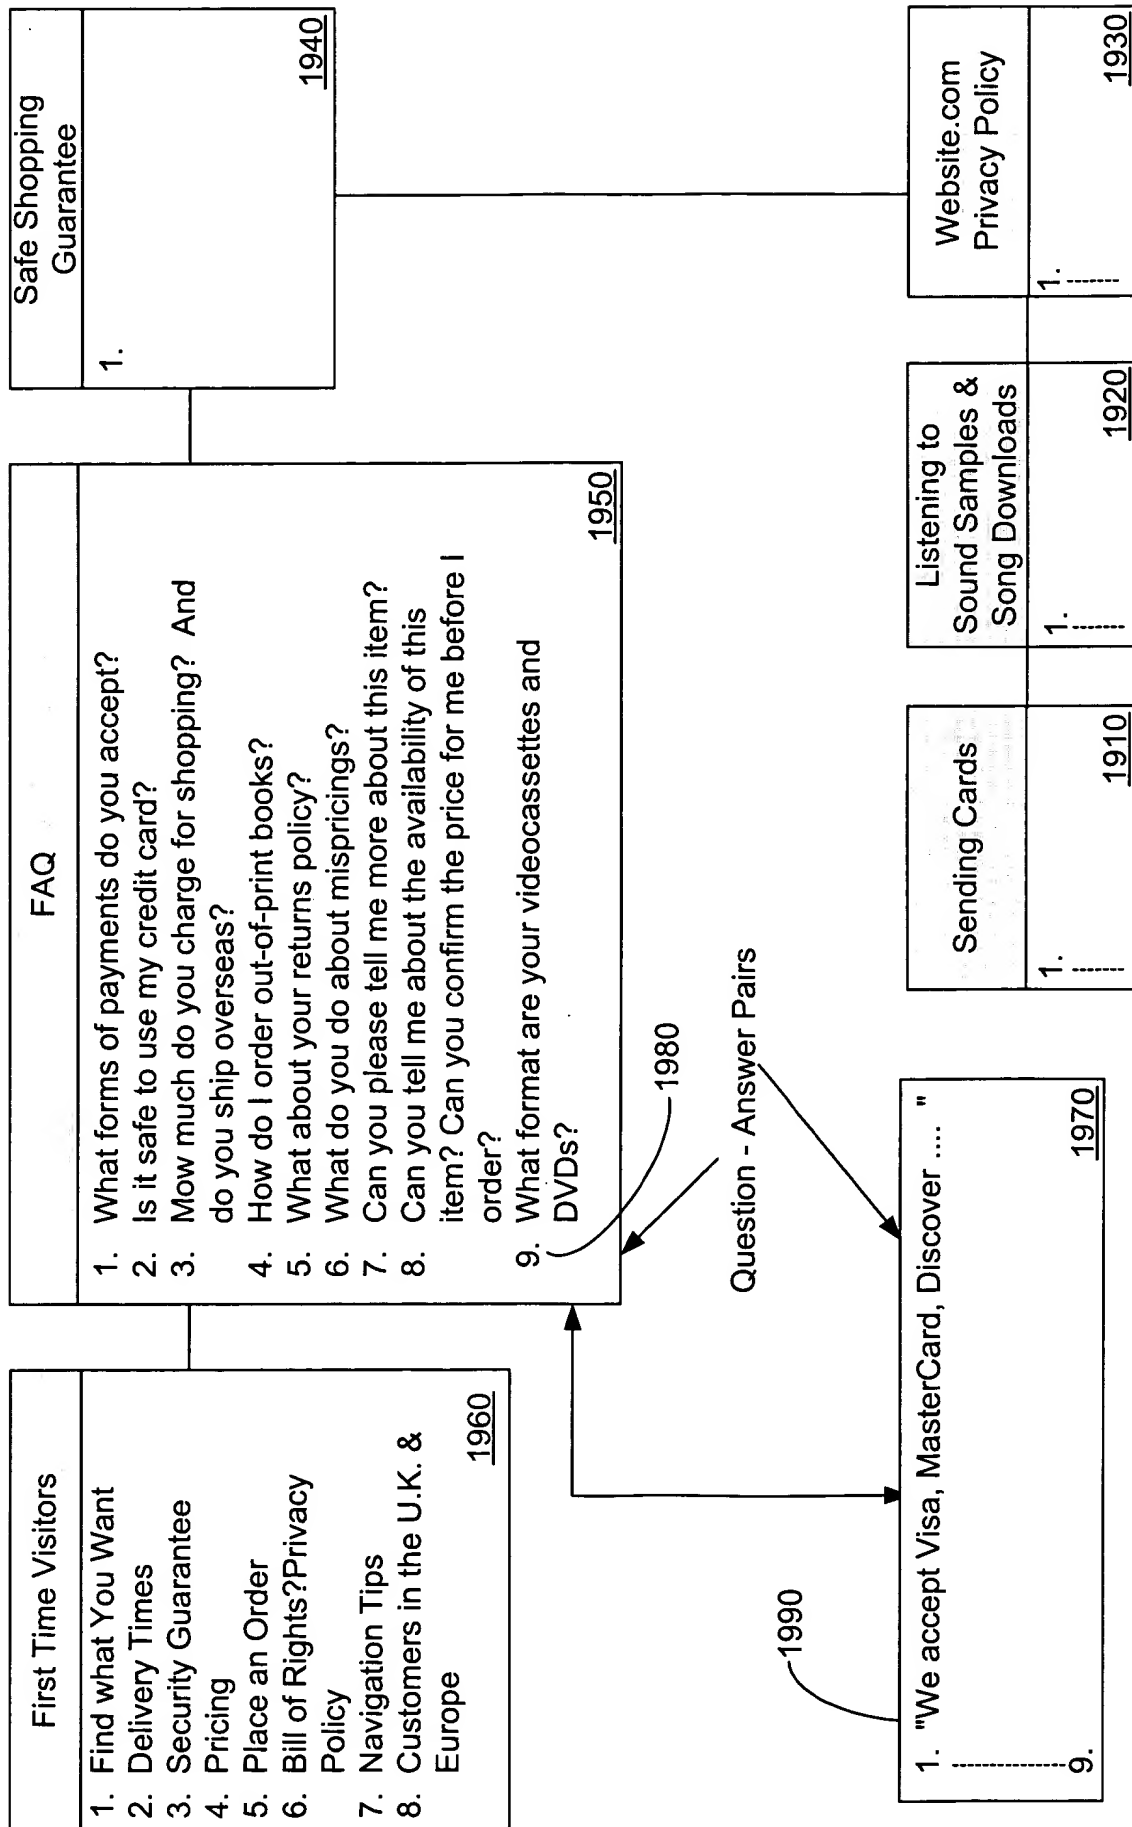 First Time Visitors
1. Find what You Want
2. Delivery Times
3. Security Guarantee
4. Pricing
5. Place an Order
6. Bill of Rights?Privacy
Policy
7. Navigation Tips
8. Customers in the U.K. &
Europe
1960
FAQ
1. What forms of payments do you accept?
2. Is it safe to use my credit card?
3. Mow much do you charge for shopping? And
do you ship overseas?
4. How do I order out-of-print books?
5. What about your returns policy?
6. What do you do about mispricings?
7. Can you please tell me more about this item?
8. Can you tell me about the availability of this
item? Can you confirm the price for me before I
order?
9. What format are your videocassettes and
DVDs?
1950
Safe Shopping
Guarantee
1.
1940
1980
Question - Answer Pairs
1990
1. "We accept Visa, MasterCard, Discover .... "
9.
1970
Sending Cards
1.
1910
Listening to
Sound Samples &
Song Downloads
1.
1920
Website.com
Privacy Policy
1.
1930